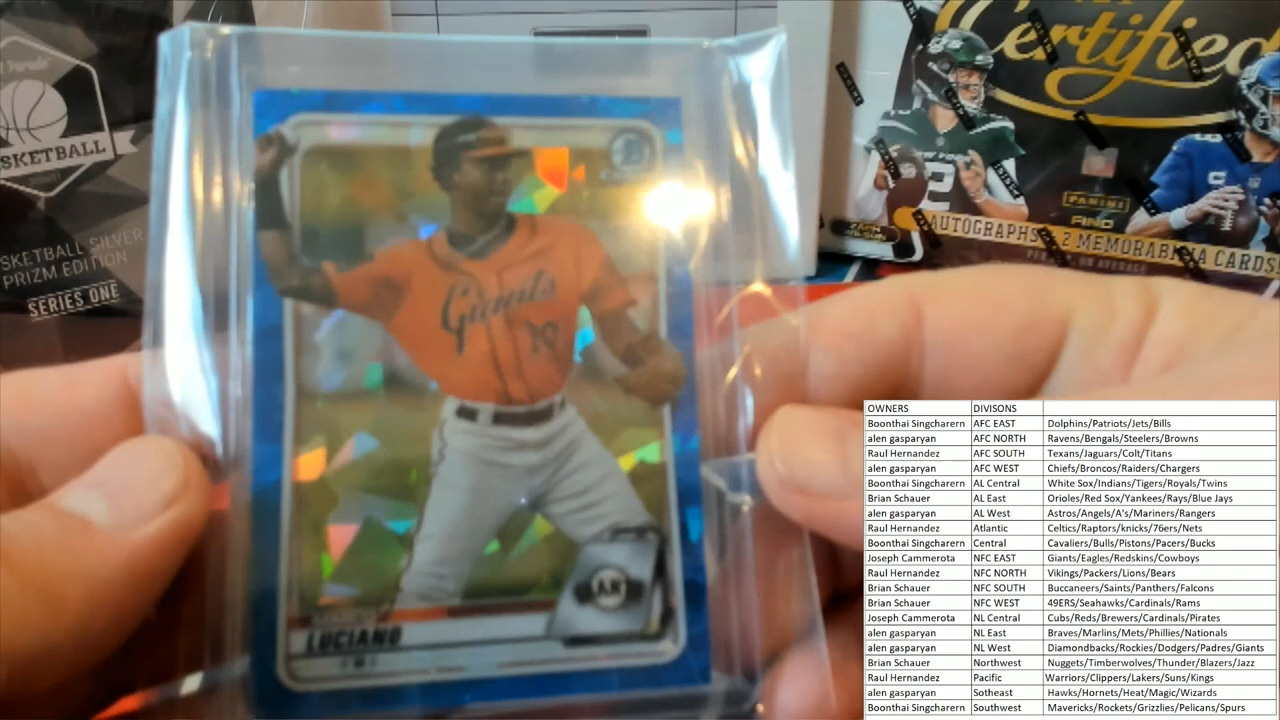 Certified
BASKETBALL
2
PANINI
AUTOGRAPHS 2 MEMORABILIA CARDS
SKETBALL SILVER
PRIZM EDITION
SERIES ONE
Giants
10
SF
LUCIANO
OWNERS DIVISONS
Boonthai Singcharern AFC EAST Dolphins/Patriots/Jets/Bills
alen gasparyan AFC NORTH Ravens/Bengals/Steelers/Browns
Raul Hernandez AFC SOUTH Texans/Jaguars/Colt/Titans
alen gasparyan AFC WEST Chiefs/Broncos/Raiders/Chargers
Boonthai Singcharern AL Central White Sox/Indians/Tigers/Royals/Twins
Brian Schauer AL East Orioles/Red Sox/Yankees/Rays/Blue Jays
alen gasparyan AL West Astros/Angels/A's/Mariners/Rangers
Raul Hernandez Atlantic Celtics/Raptors/knicks/76ers/Nets
Boonthai Singcharern Central Cavaliers/Bulls/Pistons/Pacers/Bucks
Joseph Cammerota NFC EAST Giants/Eagles/Redskins/Cowboys
Raul Hernandez NFC NORTH Vikings/Packers/Lions/Bears
Brian Schauer NFC SOUTH Buccaneers/Saints/Panthers/Falcons
Brian Schauer NFC WEST 49ERS/Seahawks/Cardinals/Rams
Joseph Cammerota NL Central Cubs/Reds/Brewers/Cardinals/Pirates
alen gasparyan NL East Braves/Marlins/Mets/Phillies/Nationals
alen gasparyan NL West Diamondbacks/Rockies/Dodgers/Padres/Giants
Brian Schauer Northwest Nuggets/Timberwolves/Thunder/Blazers/Jazz
Raul Hernandez Pacific Warriors/Clippers/Lakers/Suns/Kings
alen gasparyan Sotheast Hawks/Hornets/Heat/Magic/Wizards
Boonthai Singcharern Southwest Mavericks/Rockets/Grizzlies/Pelicans/Spurs